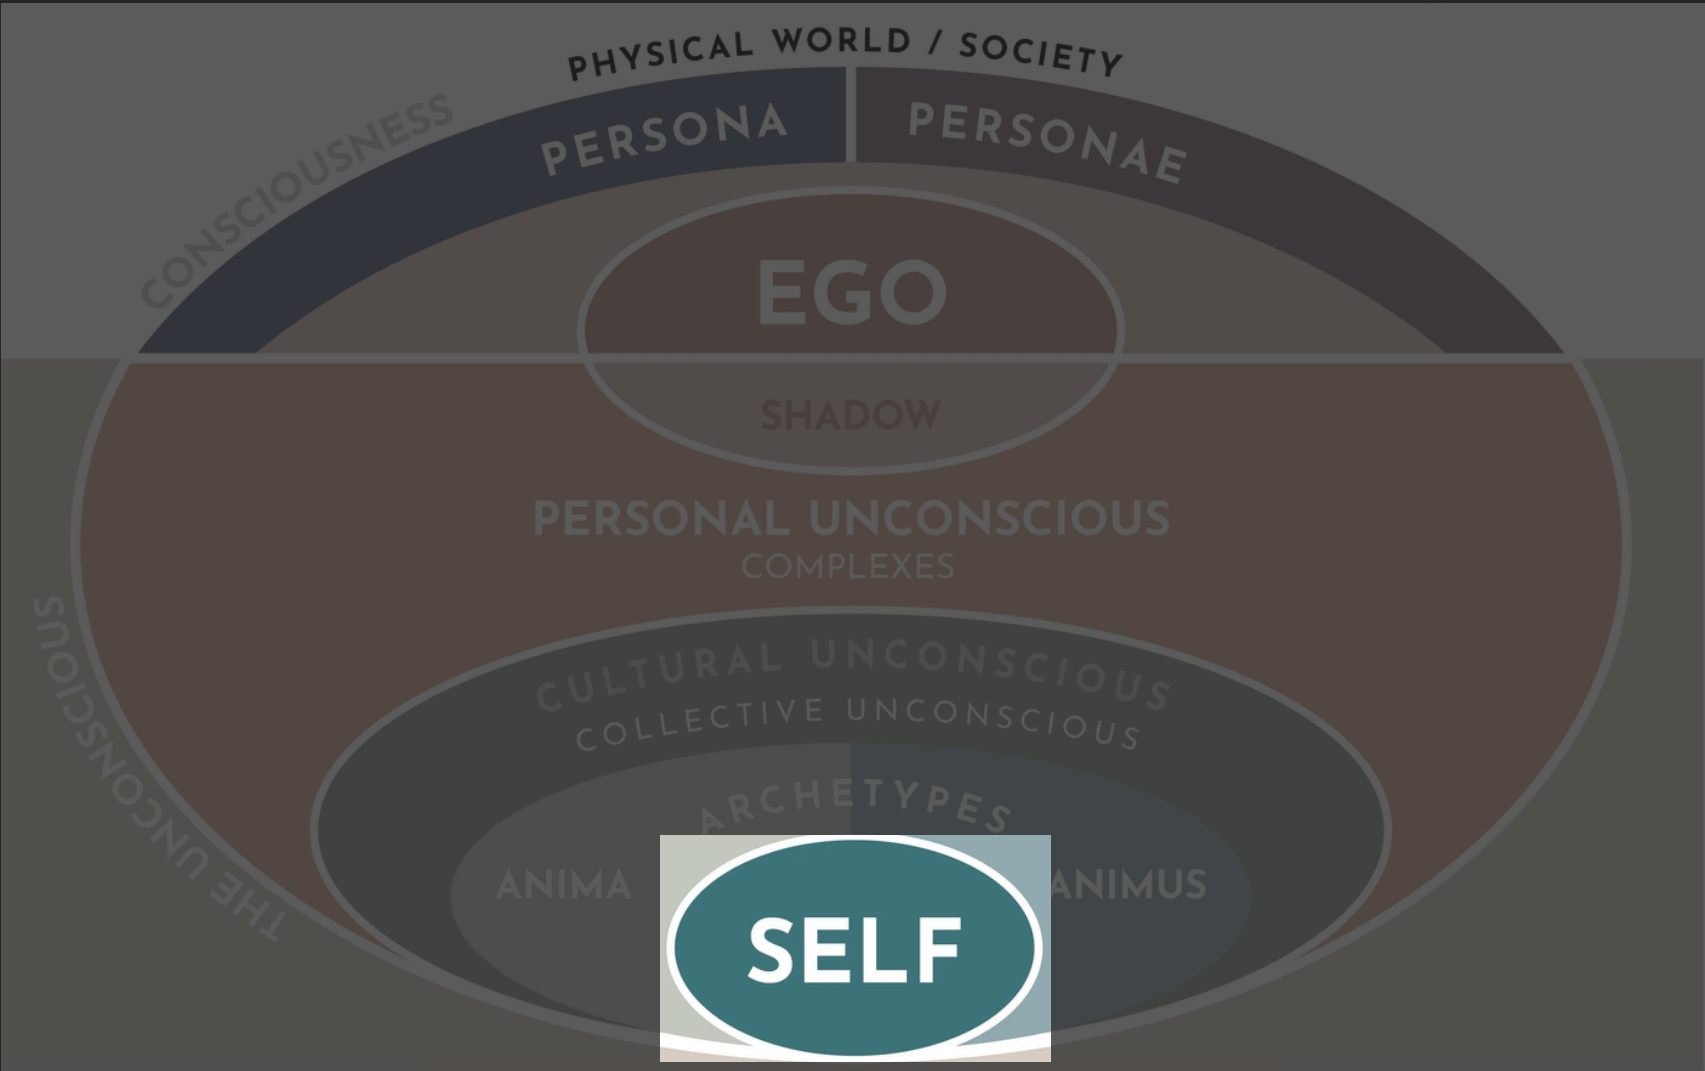 PHYSICAL WORLD / SOCIETY
CONSCIOUSNESS
PERSONA
PERSONAE
EGO
SHADOW
PERSONAL UNCONSCIOUS
COMPLEXES
CULTURAL UNCONSCIOUS
COLLECTIVE UNCONSCIOUS
ARCHETYPES
ANIMA
ANIMUS
SELF
THE UNCONSCIOUS